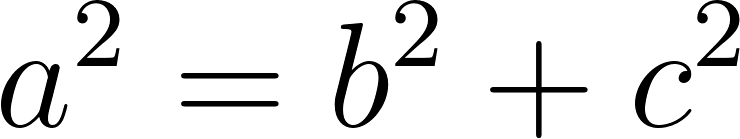 a² = b² + c²